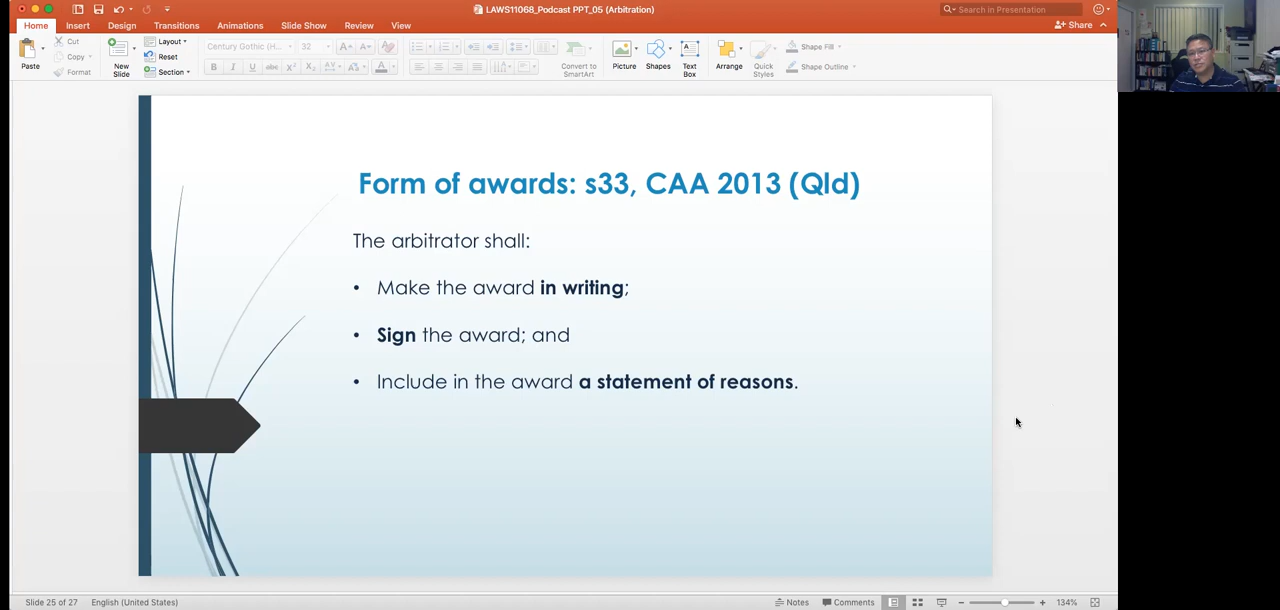 LAWS11068_Podcast PPT_05 (Arbitration)
Search in Presentation
Home Insert Design Transitions Animations Slide Show Review View
Share
Paste
Cut
Copy
Format
New Slide
Layout
Reset
Section
Century Gothic (H... 32
Convert to SmartArt
Picture
Shapes
Text Box
Arrange
Quick Styles
Shape Fill
Shape Outline
Form of awards: s33, CAA 2013 (Qld)
The arbitrator shall:
• Make the award in writing;
• Sign the award; and
• Include in the award a statement of reasons.
Slide 25 of 27 English (United States) Notes Comments 134%